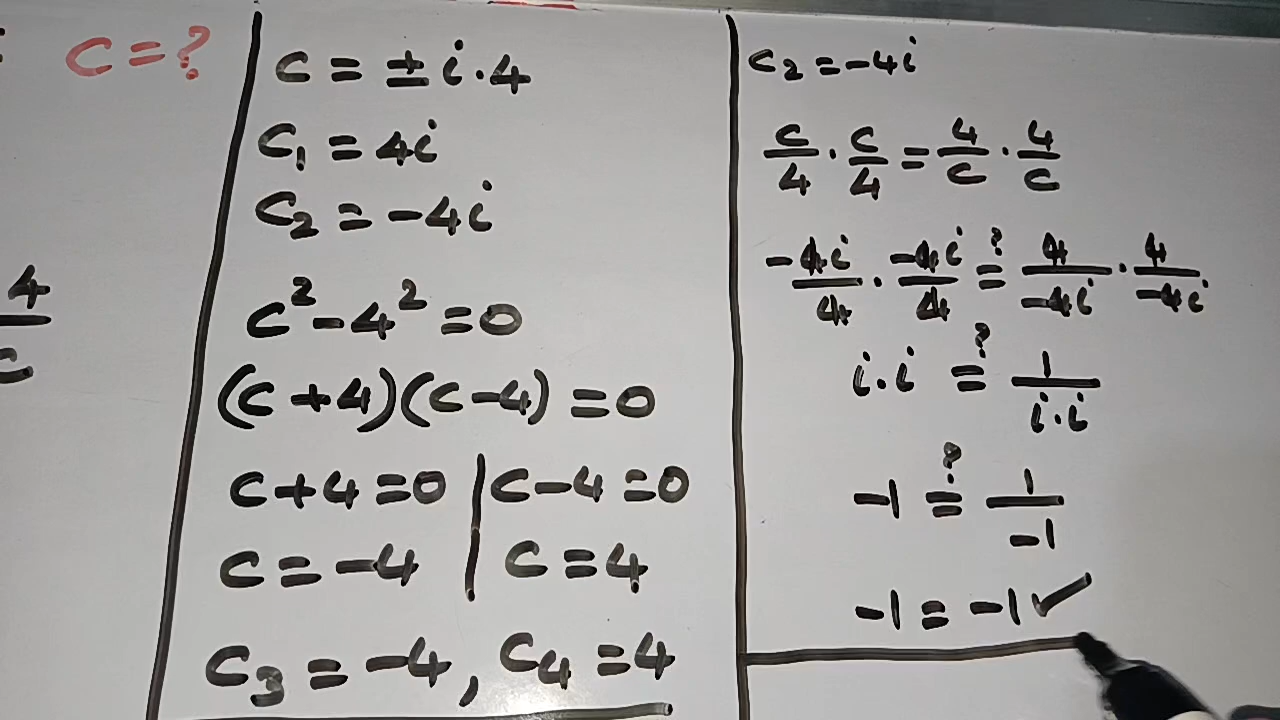 : C = ?
4
C
C = ± i · 4
C₁ = 4i
C₂ = -4i
C² - 4² = 0
(C + 4)(C - 4) = 0
C + 4 = 0 | C - 4 = 0
C = -4 | C = 4
C₃ = -4, C₄ = 4
C₂ = -4i
C/4 · C/4 = 4/C · 4/C
-4i/4 · -4i/4 ≟ 4/-4i · 4/-4i
i · i ≟ 1/i · i
-1 ≟ 1/-1
-1 = -1 ✓